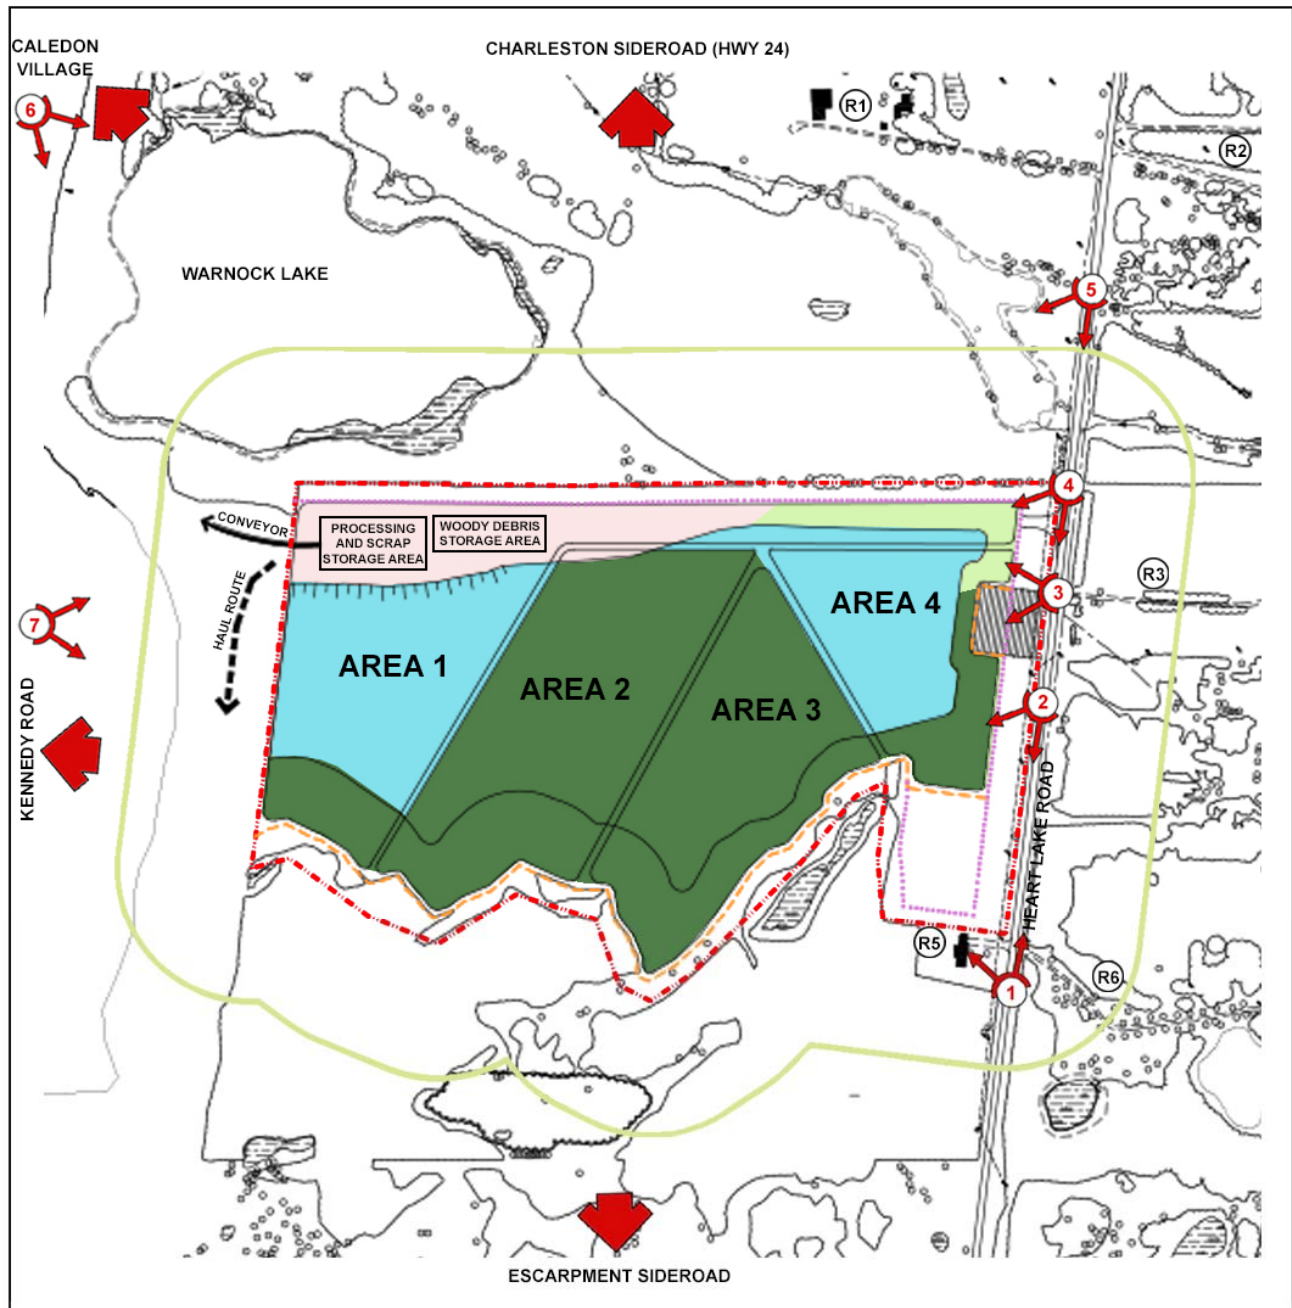 CALEDON
VILLAGE
CHARLESTON SIDEROAD (HWY 24)
6
R1
R2
WARNOCK LAKE
5
4
CONVEYOR
PROCESSING
AND SCRAP
STORAGE AREA
WOODY DEBRIS
STORAGE AREA
HAUL ROUTE
R3
3
AREA 4
7
AREA 1
AREA 2
AREA 3
2
KENNEDY ROAD
HEART LAKE ROAD
R5
R6
1
ESCARPMENT SIDEROAD